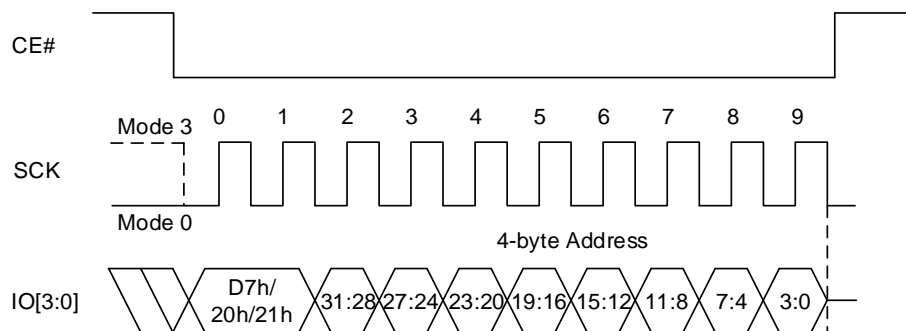 CE#
0 1 2 3 4 5 6 7 8 9
Mode 3
SCK
Mode 0
4-byte Address
IO[3:0]
D7h/
20h/21h
31:28 27:24 23:20 19:16 15:12 11:8 7:4 3:0